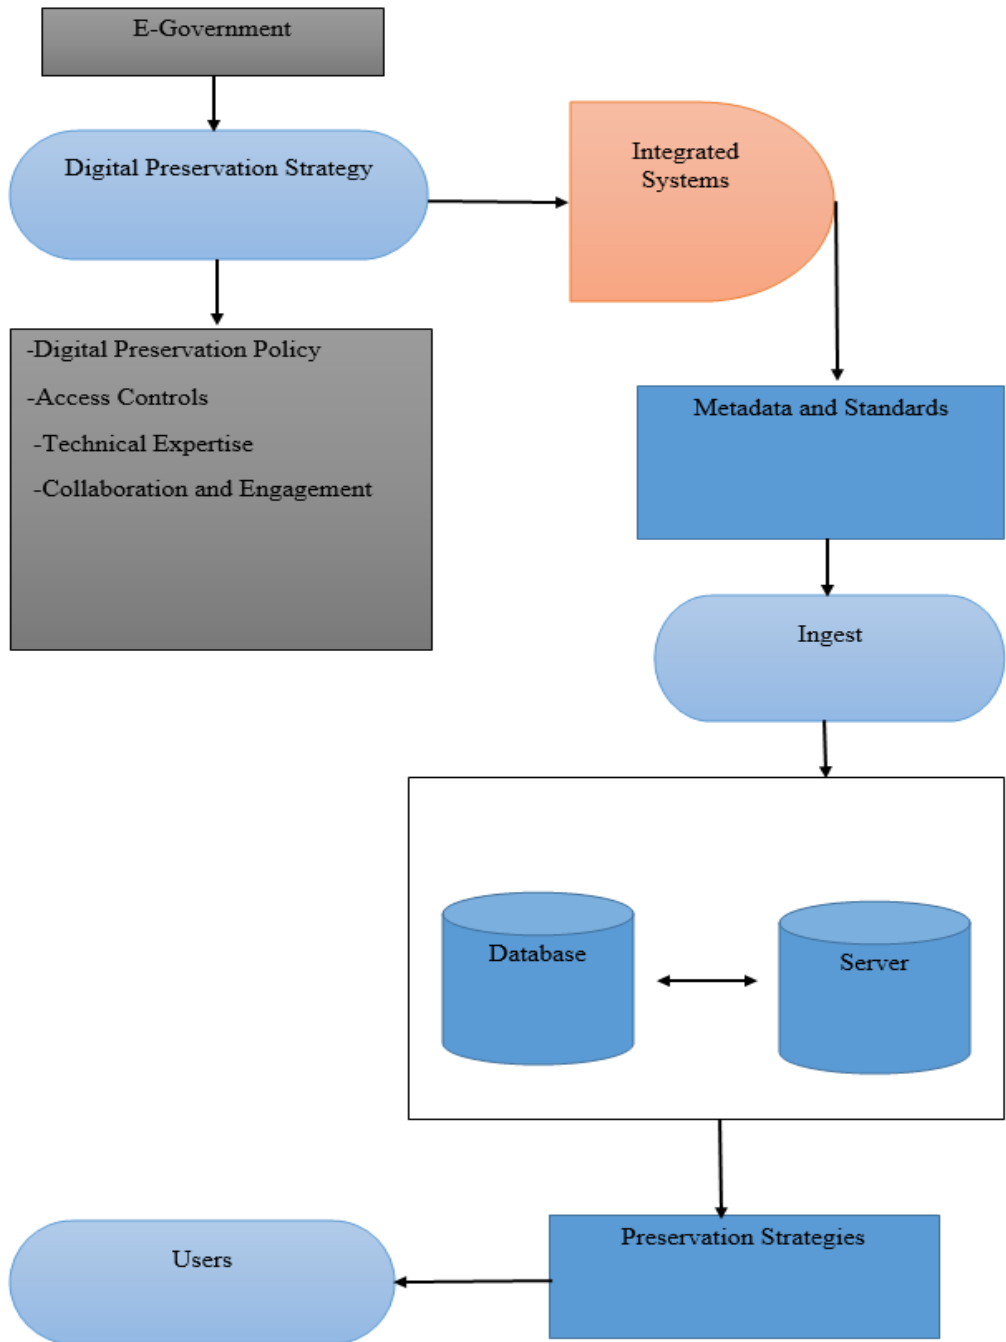 E-Government
Digital Preservation Strategy
Integrated
Systems
-Digital Preservation Policy
-Access Controls
-Technical Expertise
-Collaboration and Engagement
Metadata and Standards
Ingest
Database
Server
Preservation Strategies
Users